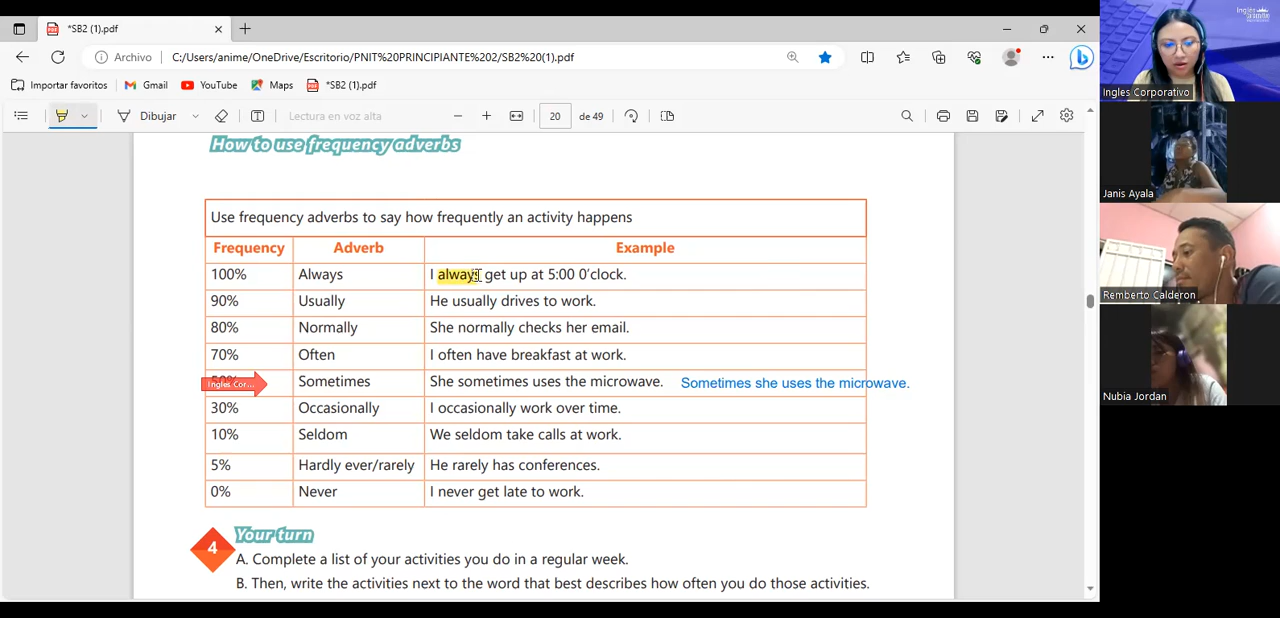 *SB2 (1).pdf
Archivo C:/Users/anime/OneDrive/Escritorio/PNIT%20PRINCIPIANTE%202/SB2%20(1).pdf
Importar favoritos Gmail YouTube Maps *SB2 (1).pdf
Dibujar Lectura en voz alta 20 de 49
How to use frequency adverbs
Use frequency adverbs to say how frequently an activity happens
Frequency Adverb Example
100% Always I always get up at 5:00 0'clock.
90% Usually He usually drives to work.
80% Normally She normally checks her email.
70% Often I often have breakfast at work.
50% Sometimes She sometimes uses the microwave. Sometimes she uses the microwave.
Ingles Cor...
30% Occasionally I occasionally work over time.
10% Seldom We seldom take calls at work.
5% Hardly ever/rarely He rarely has conferences.
0% Never I never get late to work.
4 Your turn
A. Complete a list of your activities you do in a regular week.
B. Then, write the activities next to the word that best describes how often you do those activities.
Ingles Corporativo
Janis Ayala
Remberto Calderon
Nubia Jordan